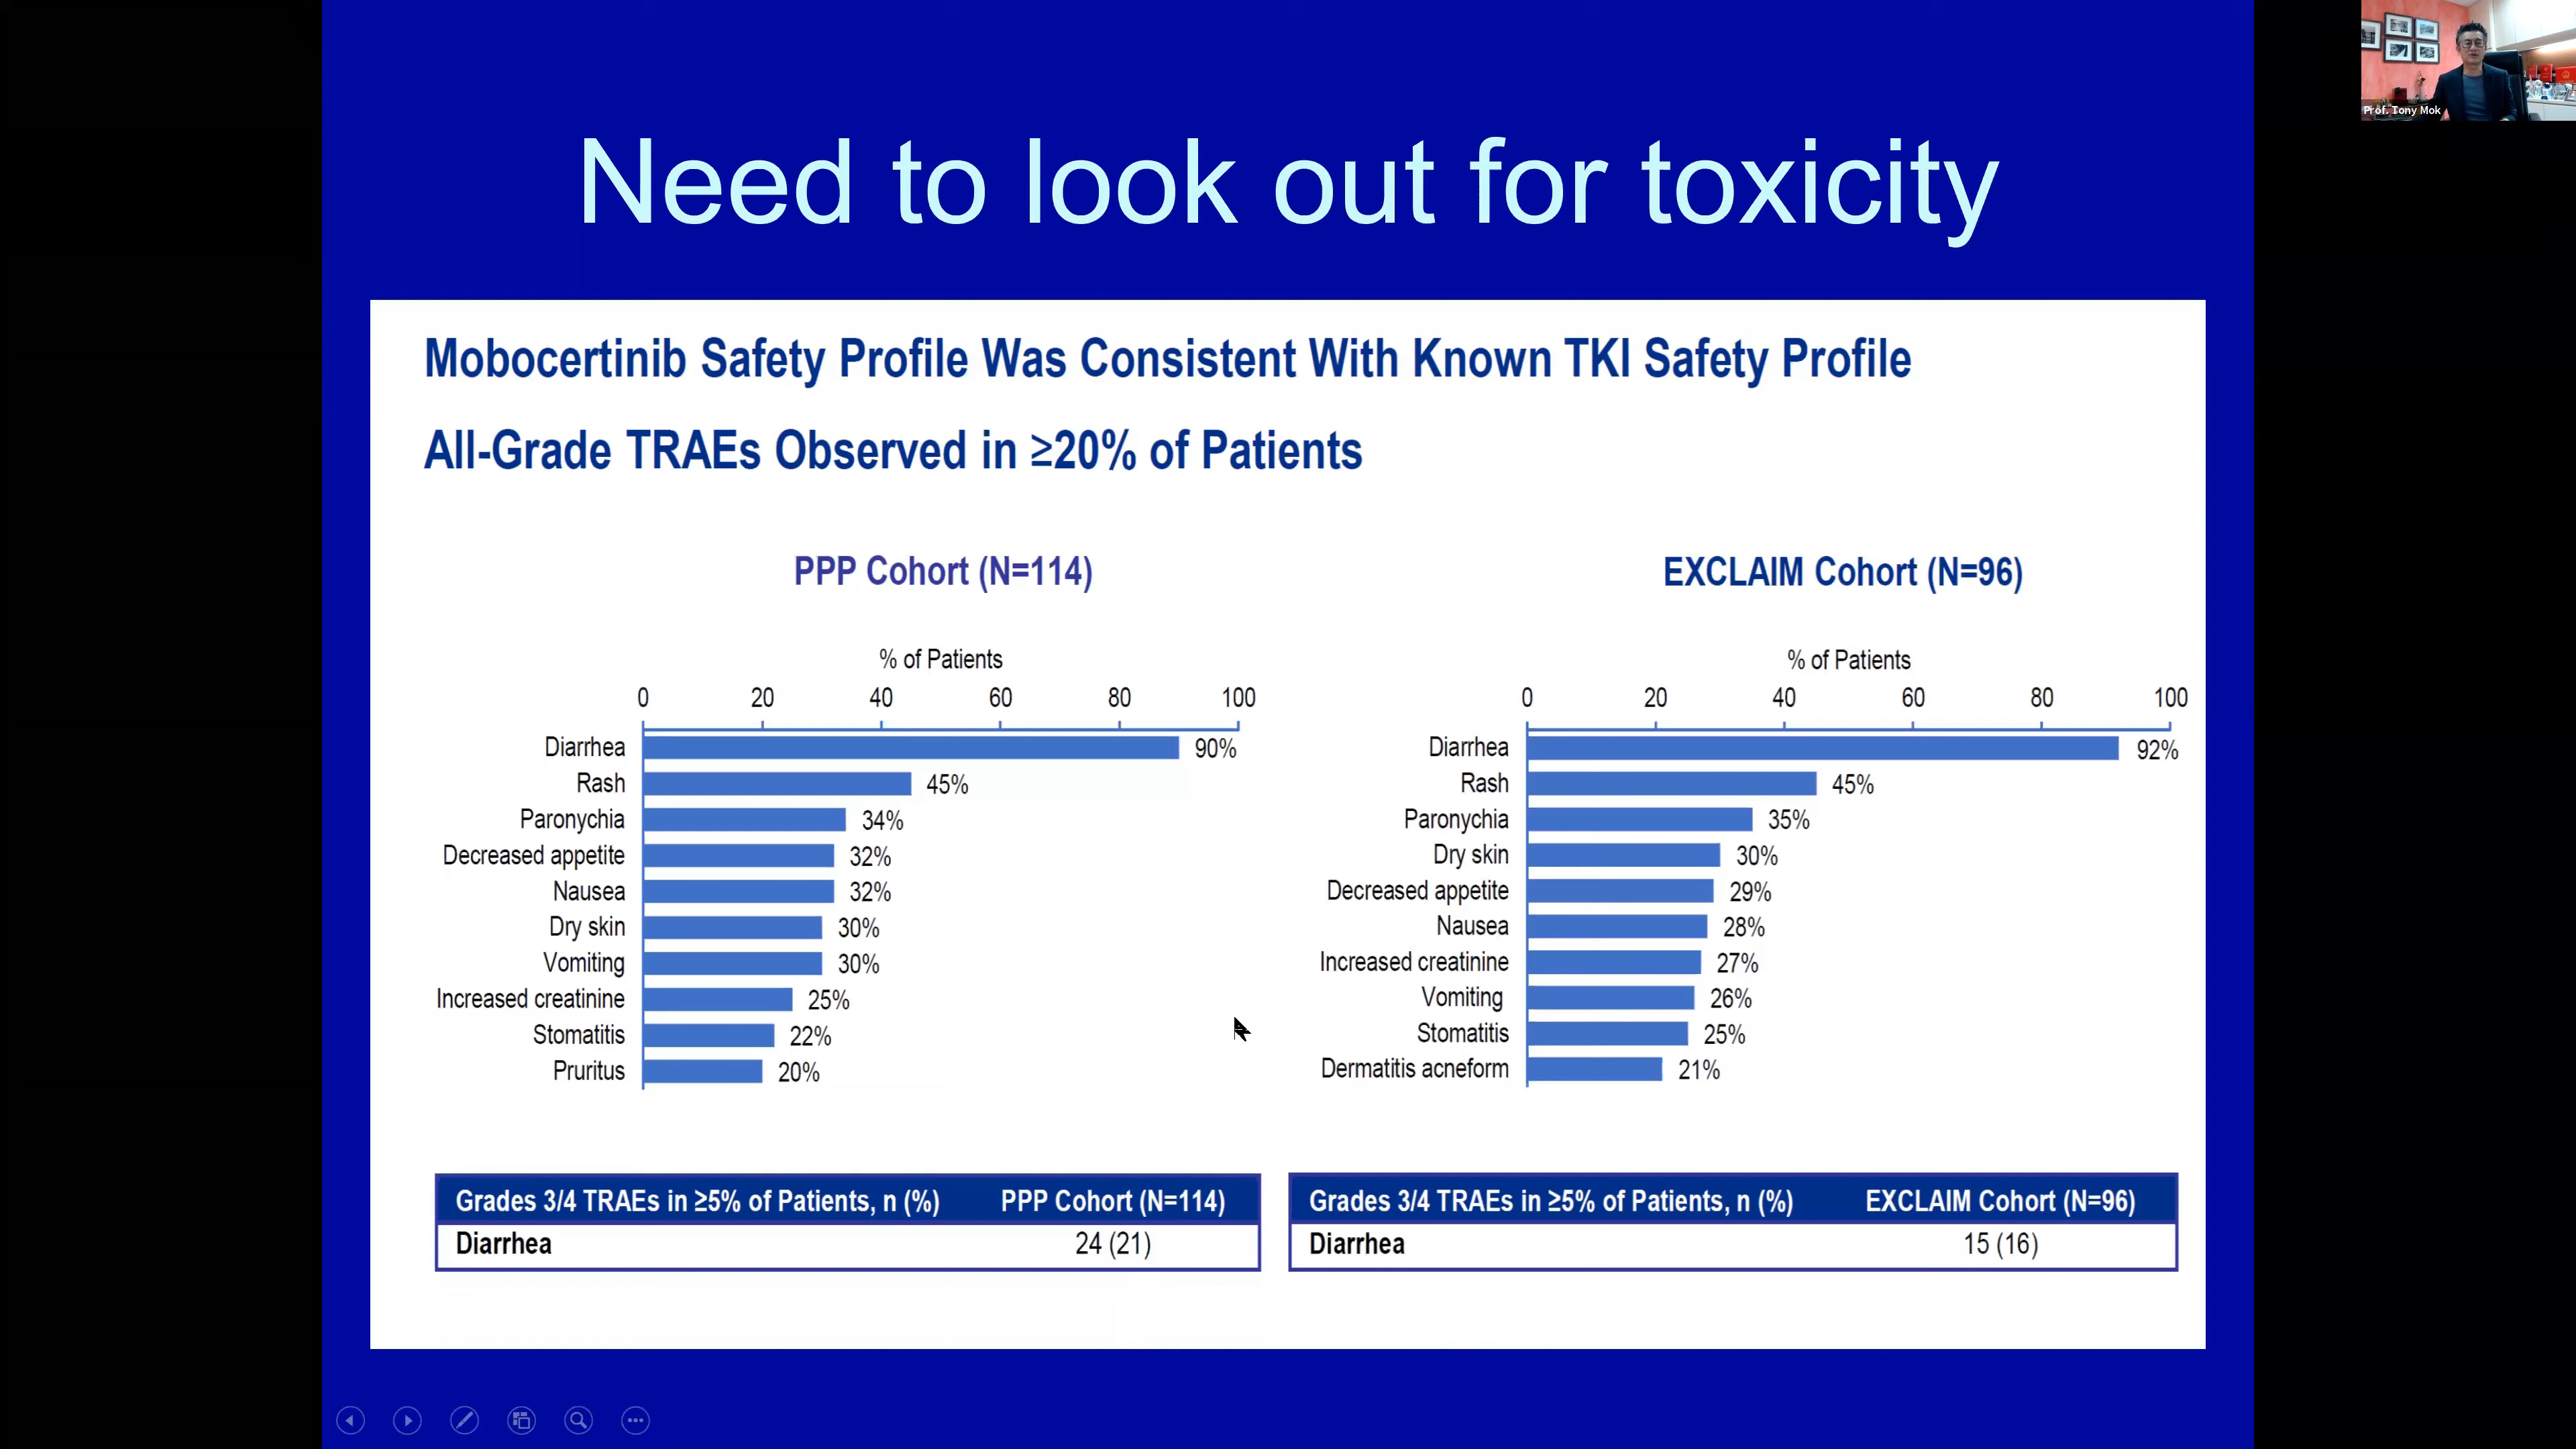 Prof. Tony Mok
Need to look out for toxicity
Mobocertinib Safety Profile Was Consistent With Known TKI Safety Profile
All-Grade TRAEs Observed in ≥20% of Patients
PPP Cohort (N=114)
% of Patients
0 20 40 60 80 100
Diarrhea 90%
Rash 45%
Paronychia 34%
Decreased appetite 32%
Nausea 32%
Dry skin 30%
Vomiting 30%
Increased creatinine 25%
Stomatitis 22%
Pruritus 20%
EXCLAIM Cohort (N=96)
% of Patients
0 20 40 60 80 100
Diarrhea 92%
Rash 45%
Paronychia 35%
Dry skin 30%
Decreased appetite 29%
Nausea 28%
Increased creatinine 27%
Vomiting 26%
Stomatitis 25%
Dermatitis acneform 21%
Grades 3/4 TRAEs in ≥5% of Patients, n (%) PPP Cohort (N=114)
Diarrhea 24 (21)
Grades 3/4 TRAEs in ≥5% of Patients, n (%) EXCLAIM Cohort (N=96)
Diarrhea 15 (16)